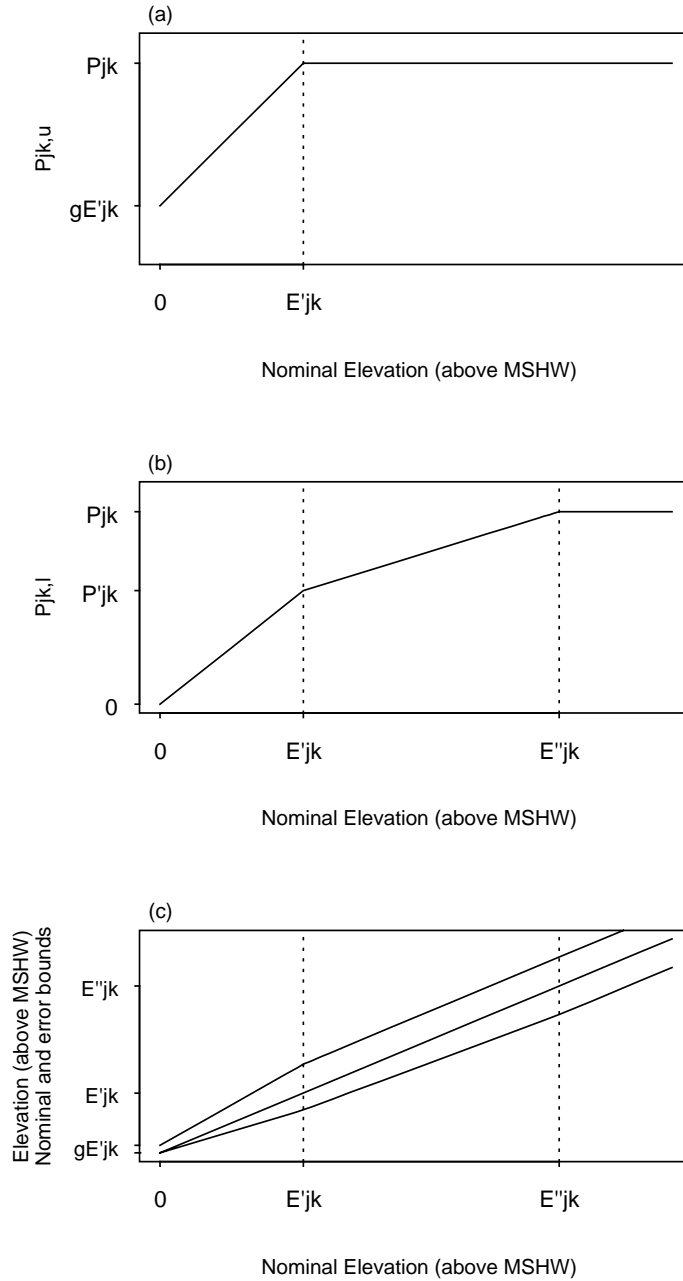 (a)
Pjk
gE'jk
Pjk,u
0 E'jk
Nominal Elevation (above MSHW)
(b)
Pjk
P'jk
0
Pjk,l
0 E'jk E''jk
Nominal Elevation (above MSHW)
(c)
E''jk
E'jk
gE'jk
Elevation (above MSHW)
Nominal and error bounds
0 E'jk E''jk
Nominal Elevation (above MSHW)